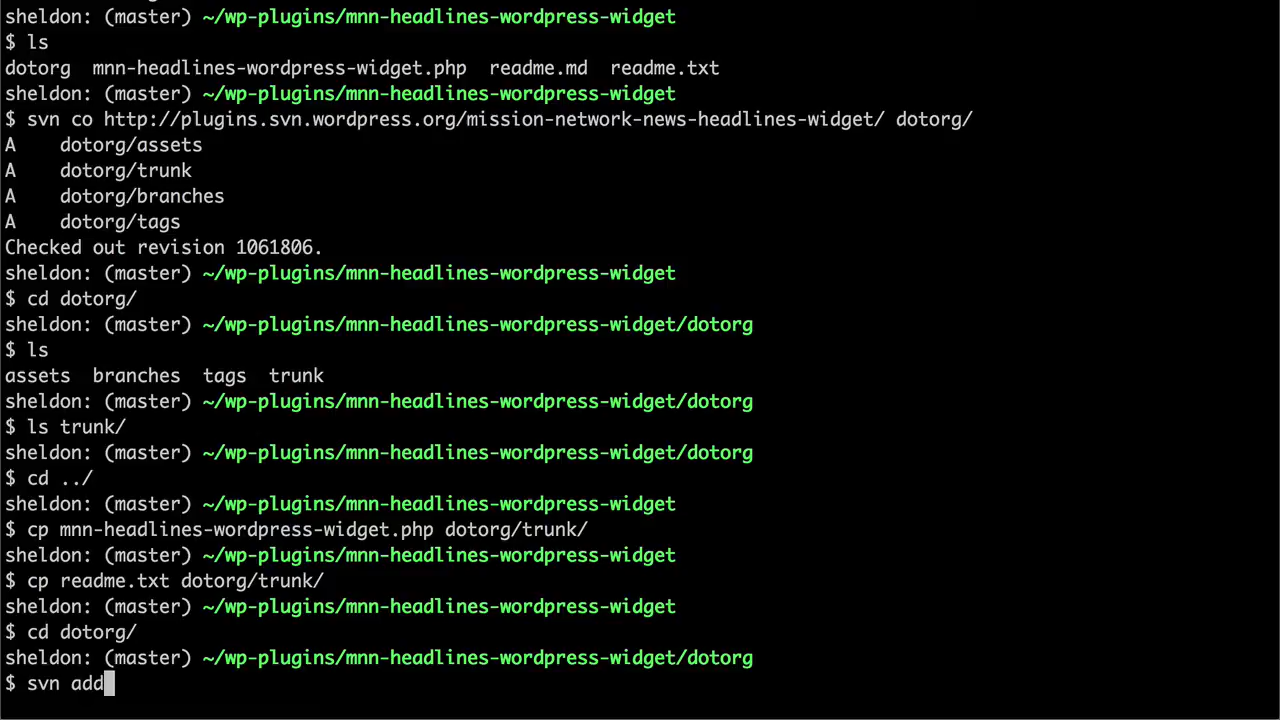 sheldon: (master) ~/wp-plugins/mnn-headlines-wordpress-widget
$ ls
dotorg  mnn-headlines-wordpress-widget.php  readme.md  readme.txt
sheldon: (master) ~/wp-plugins/mnn-headlines-wordpress-widget
$ svn co http://plugins.svn.wordpress.org/mission-network-news-headlines-widget/ dotorg/
A    dotorg/assets
A    dotorg/trunk
A    dotorg/branches
A    dotorg/tags
Checked out revision 1061806.
sheldon: (master) ~/wp-plugins/mnn-headlines-wordpress-widget
$ cd dotorg/
sheldon: (master) ~/wp-plugins/mnn-headlines-wordpress-widget/dotorg
$ ls
assets  branches  tags  trunk
sheldon: (master) ~/wp-plugins/mnn-headlines-wordpress-widget/dotorg
$ ls trunk/
sheldon: (master) ~/wp-plugins/mnn-headlines-wordpress-widget/dotorg
$ cd ../
sheldon: (master) ~/wp-plugins/mnn-headlines-wordpress-widget
$ cp mnn-headlines-wordpress-widget.php dotorg/trunk/
sheldon: (master) ~/wp-plugins/mnn-headlines-wordpress-widget
$ cp readme.txt dotorg/trunk/
sheldon: (master) ~/wp-plugins/mnn-headlines-wordpress-widget
$ cd dotorg/
sheldon: (master) ~/wp-plugins/mnn-headlines-wordpress-widget/dotorg
$ svn add